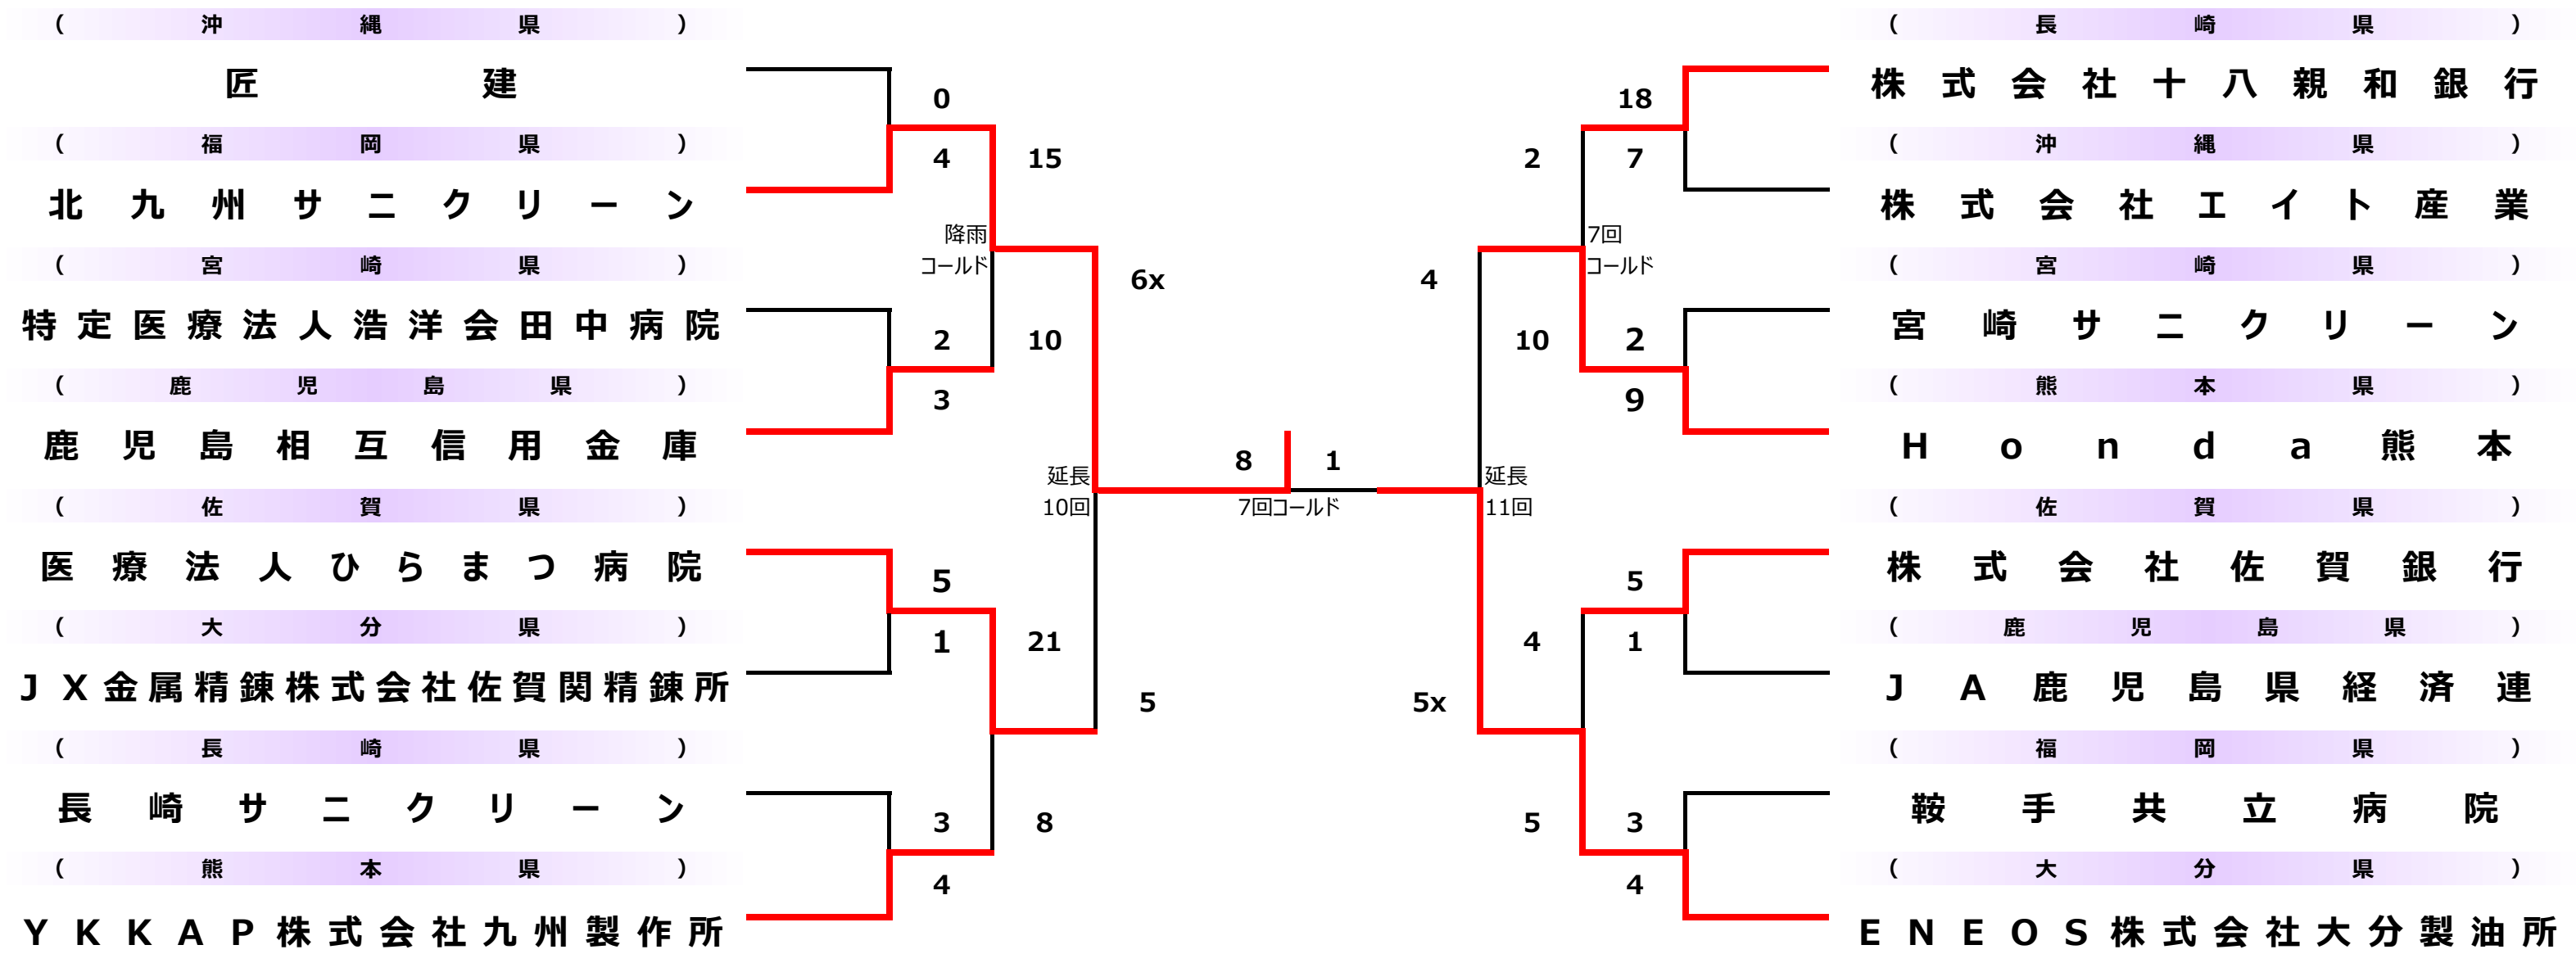 (沖縄県)
匠建
(福岡県)
北九州サニクリーン
(宮崎県)
特定医療法人浩洋会田中病院
(鹿児島県)
鹿児島相互信用金庫
(佐賀県)
医療法人ひらまつ病院
(大分県)
JX金属精錬株式会社佐賀関精錬所
(長崎県)
長崎サニクリーン
(熊本県)
YKKAP株式会社九州製作所
0
4
2
3
5
1
3
4
15
降雨
コールド
10
21
8
6x
延長
10回
5
8
1
7回コールド
4
延長
11回
5x
2
7回
コールド
10
4
5
18
7
2
9
5
1
3
4
(長崎県)
株式会社十八親和銀行
(沖縄県)
株式会社エイト産業
(宮崎県)
宮崎サニクリーン
(熊本県)
Honda熊本
(佐賀県)
株式会社佐賀銀行
(鹿児島県)
JA鹿児島県経済連
(福岡県)
鞍手共立病院
(大分県)
ENEOS株式会社大分製油所